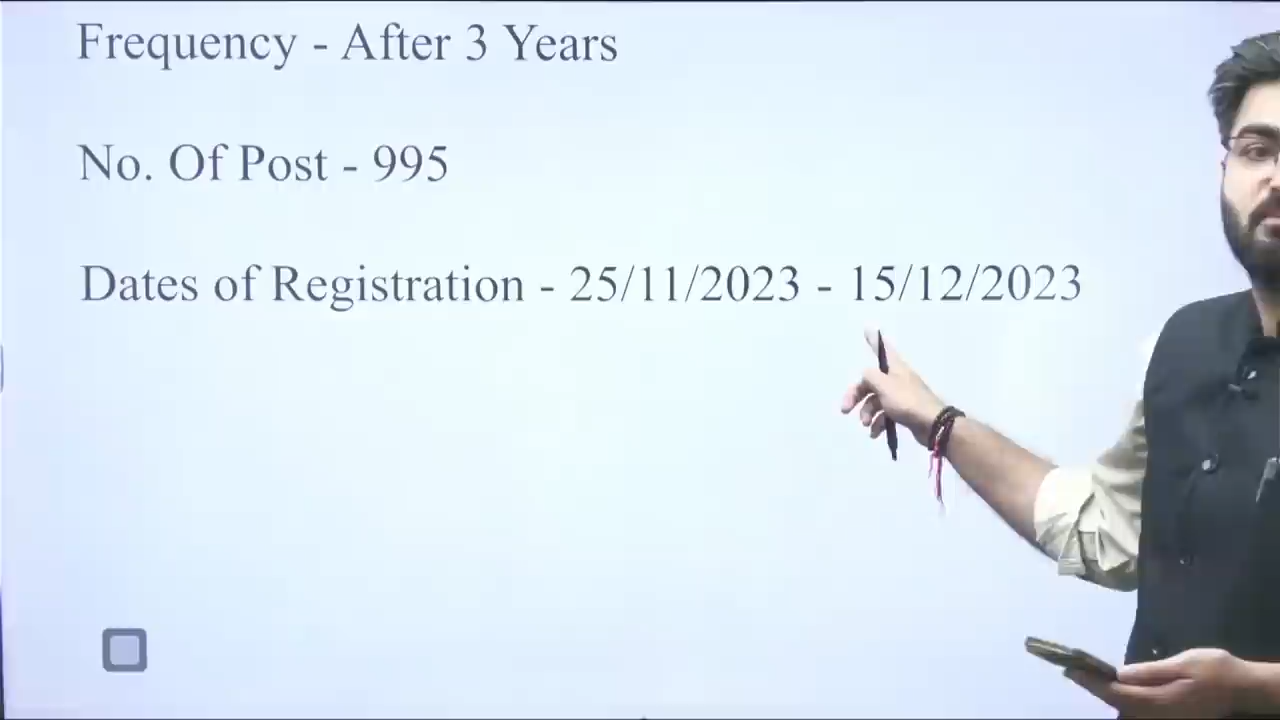 Frequency - After 3 Years
No. Of Post - 995
Dates of Registration - 25/11/2023 - 15/12/2023